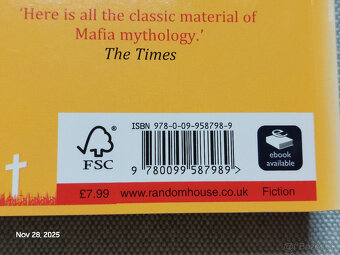 'Here is all the classic material of
Mafia mythology.'
The Times
ISBN 978-0-09-958798-9
FSC
ebook
available
9 780099 587989 >
£7.99 www.randomhouse.co.uk Fiction
Nov 28, 2025